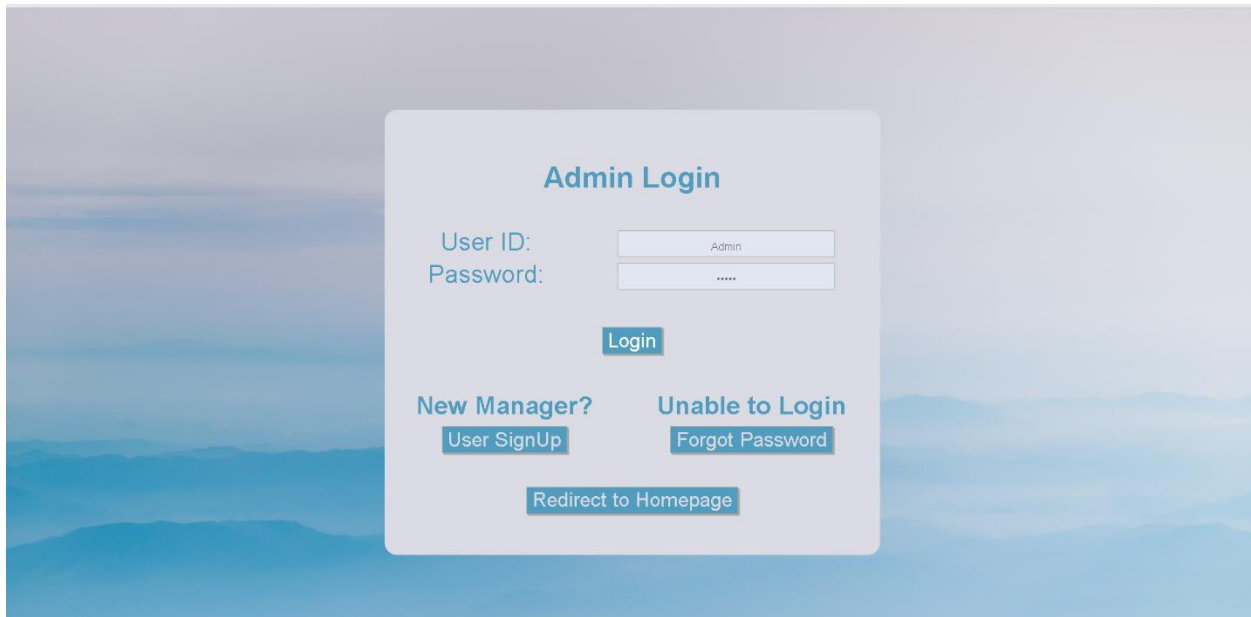 Admin Login
User ID: Admin
Password: •••••
Login
New Manager? Unable to Login
User SignUp Forgot Password
Redirect to Homepage